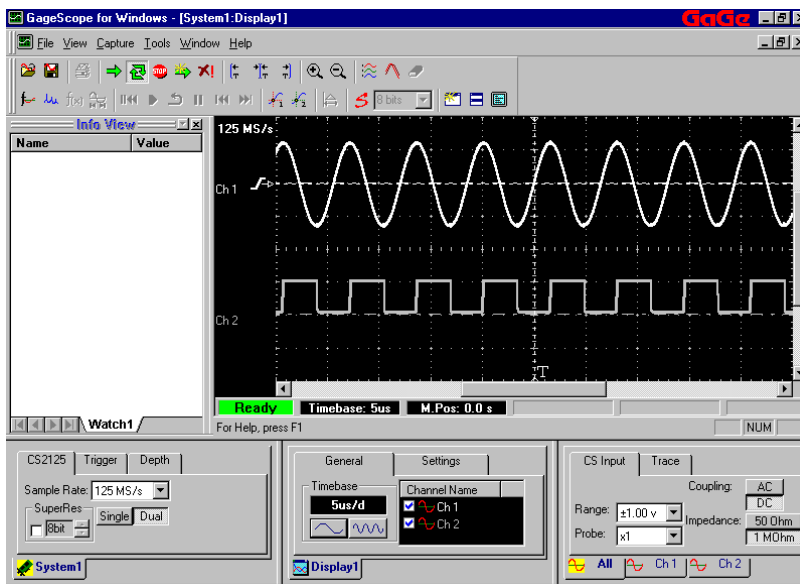 GageScope for Windows - [System1:Display1]
GaGe
File View Capture Tools Window Help
STOP
f(x)
8 bits
Info View
Name Value
125 MS/s
Ch 1
Ch 2
T
Ready Timebase: 5us M.Pos: 0.0 s
Watch1
For Help, press F1
NUM
CS2125 Trigger Depth
Sample Rate: 125 MS/s
SuperRes
8bit
Single Dual
System1
General Settings
Timebase
5us/d
Channel Name
Ch 1
Ch 2
Display1
CS Input Trace
Coupling: AC
DC
Range: ±1.00 v
Impedance: 50 Ohm
1 MOhm
Probe: x1
All Ch 1 Ch 2